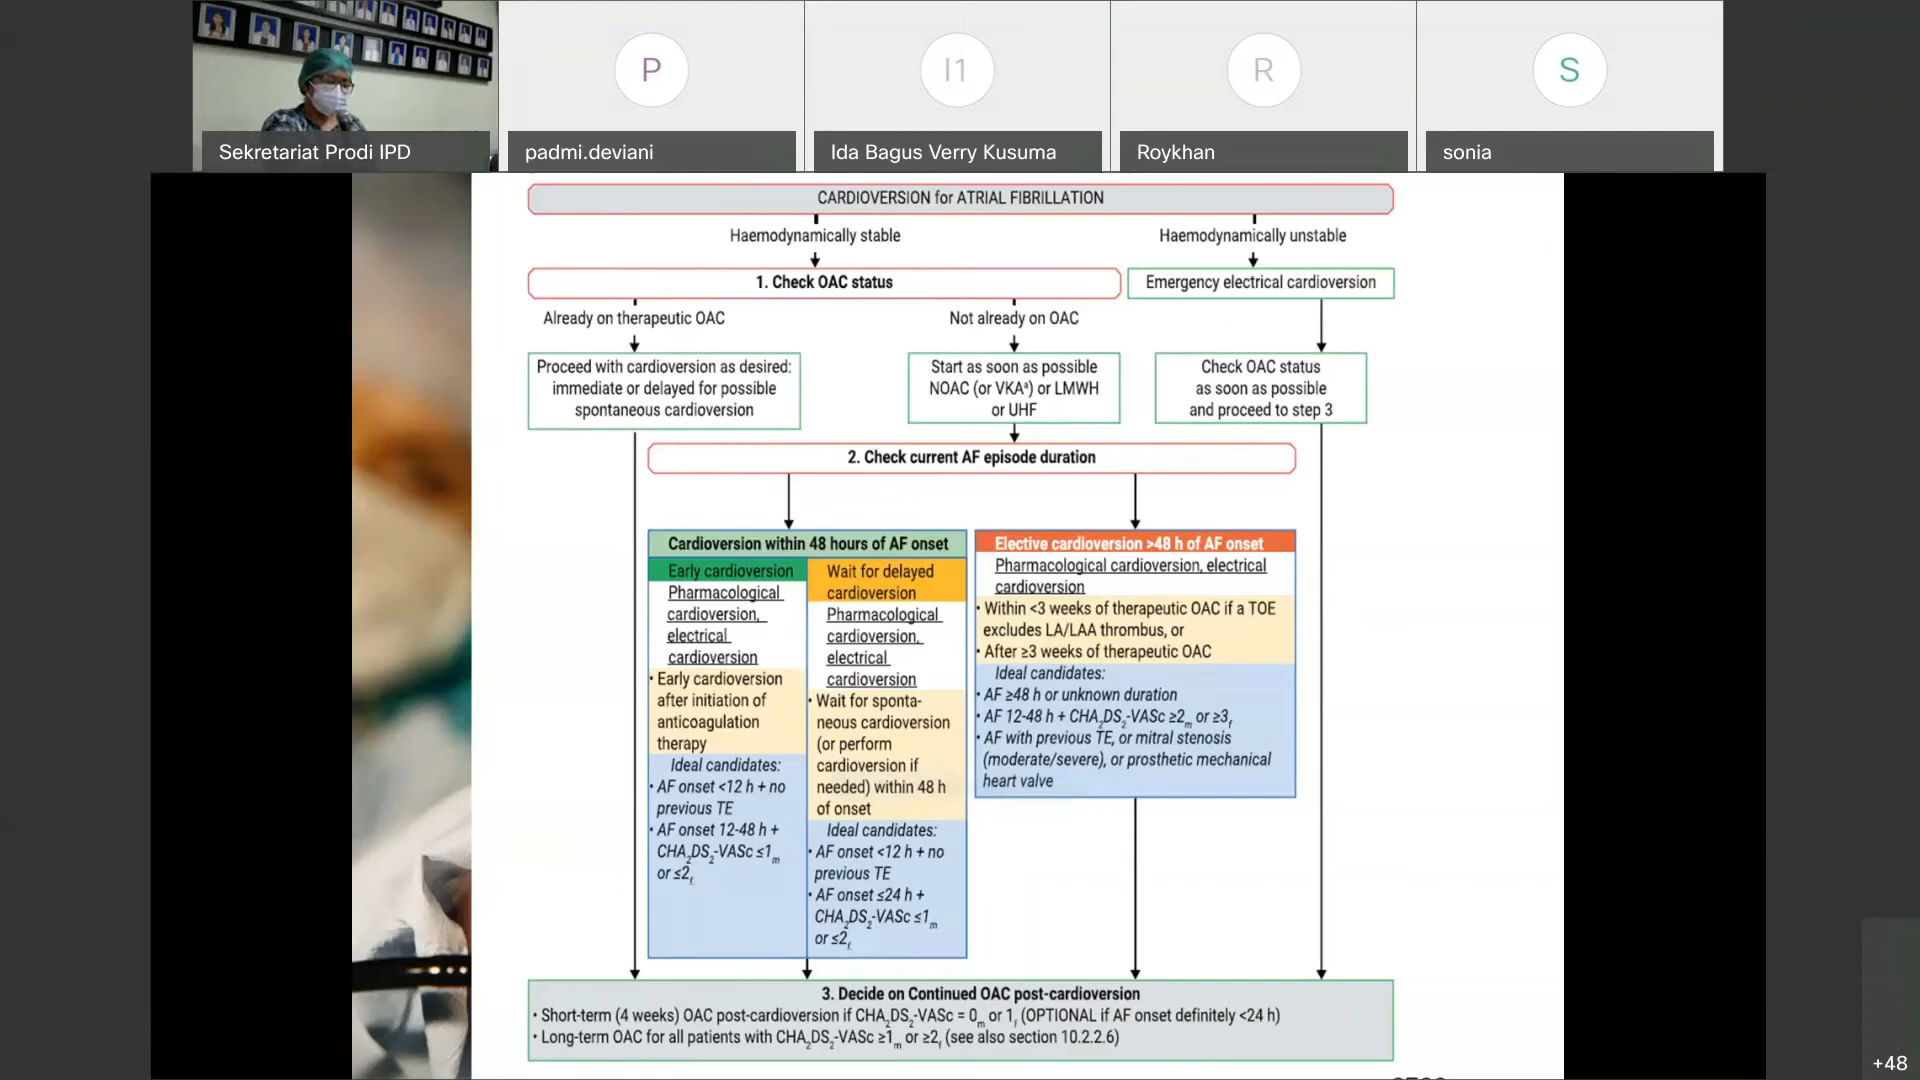 P
I1
R
S
Sekretariat Prodi IPD
padmi.deviani
Ida Bagus Verry Kusuma
Roykhan
sonia
CARDIOVERSION for ATRIAL FIBRILLATION
Haemodynamically stable
Haemodynamically unstable
1. Check OAC status
Emergency electrical cardioversion
Already on therapeutic OAC
Not already on OAC
Proceed with cardioversion as desired:
immediate or delayed for possible
spontaneous cardioversion
Start as soon as possible
NOAC (or VKAª) or LMWH
or UHF
Check OAC status
as soon as possible
and proceed to step 3
2. Check current AF episode duration
Cardioversion within 48 hours of AF onset
Early cardioversion
Pharmacological
cardioversion,
electrical
cardioversion
• Early cardioversion
after initiation of
anticoagulation
therapy
Ideal candidates:
• AF onset <12 h + no
previous TE
• AF onset 12-48 h +
CHA₂DS₂-VASc ≤1m
or ≤2f
Wait for delayed
cardioversion
Pharmacological
cardioversion,
electrical
cardioversion
• Wait for sponta-
neous cardioversion
(or perform
cardioversion if
needed) within 48 h
of onset
Ideal candidates:
• AF onset <12 h + no
previous TE
• AF onset ≤24 h +
CHA₂DS₂-VASc ≤1m
or ≤2f
Elective cardioversion >48 h of AF onset
Pharmacological cardioversion, electrical
cardioversion
• Within <3 weeks of therapeutic OAC if a TOE
excludes LA/LAA thrombus, or
• After ≥3 weeks of therapeutic OAC
Ideal candidates:
• AF ≥48 h or unknown duration
• AF 12-48 h + CHA₂DS₂-VASc ≥2m or ≥3f
• AF with previous TE, or mitral stenosis
(moderate/severe), or prosthetic mechanical
heart valve
3. Decide on Continued OAC post-cardioversion
• Short-term (4 weeks) OAC post-cardioversion if CHA₂DS₂-VASc = 0m or 1f (OPTIONAL if AF onset definitely <24 h)
• Long-term OAC for all patients with CHA₂DS₂-VASc ≥1m or ≥2f (see also section 10.2.2.6)
+48